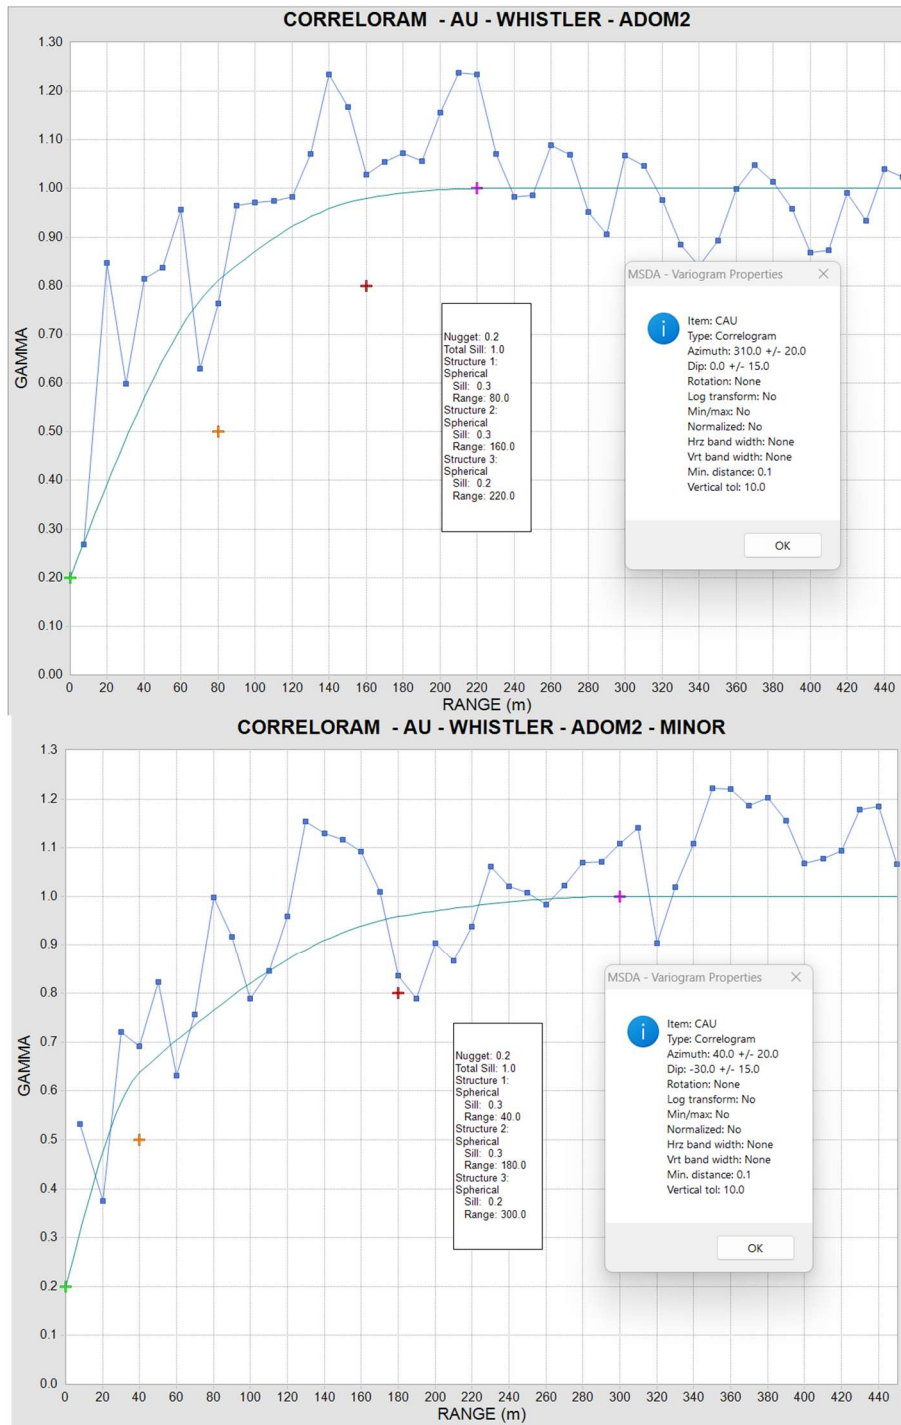 CORRELORAM - AU - WHISTLER - ADOM2
1.30
1.20
1.10
1.00
0.90
0.80
0.70
0.60
0.50
0.40
0.30
0.20
0.10
0.00
GAMMA
0 20 40 60 80 100 120 140 160 180 200 220 240 260 280 300 320 340 360 380 400 420 440
RANGE (m)
Nugget: 0.2
Total Sill: 1.0
Structure 1:
Spherical
Sill: 0.3
Range: 80.0
Structure 2:
Spherical
Sill: 0.3
Range: 160.0
Structure 3:
Spherical
Sill: 0.2
Range: 220.0
MSDA - Variogram Properties
Item: CAU
Type: Correlogram
Azimuth: 310.0 +/- 20.0
Dip: 0.0 +/- 15.0
Rotation: None
Log transform: No
Min/max: No
Normalized: No
Hrz band width: None
Vrt band width: None
Min. distance: 0.1
Vertical tol: 10.0
OK
CORRELORAM - AU - WHISTLER - ADOM2 - MINOR
1.3
1.2
1.1
1.0
0.9
0.8
0.7
0.6
0.5
0.4
0.3
0.2
0.1
0.0
GAMMA
0 20 40 60 80 100 120 140 160 180 200 220 240 260 280 300 320 340 360 380 400 420 440
RANGE (m)
Nugget: 0.2
Total Sill: 1.0
Structure 1:
Spherical
Sill: 0.3
Range: 40.0
Structure 2:
Spherical
Sill: 0.3
Range: 180.0
Structure 3:
Spherical
Sill: 0.2
Range: 300.0
MSDA - Variogram Properties
Item: CAU
Type: Correlogram
Azimuth: 40.0 +/- 20.0
Dip: -30.0 +/- 15.0
Rotation: None
Log transform: No
Min/max: No
Normalized: No
Hrz band width: None
Vrt band width: None
Min. distance: 0.1
Vertical tol: 10.0
OK